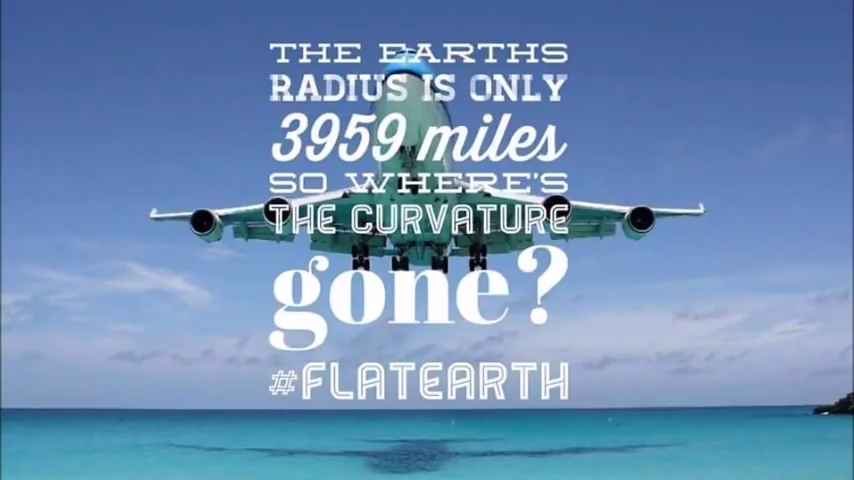 THE EARTHS
RADIUS IS ONLY
3959 miles
SO WHERE'S
THE CURVATURE
gone?
#FLATEARTH